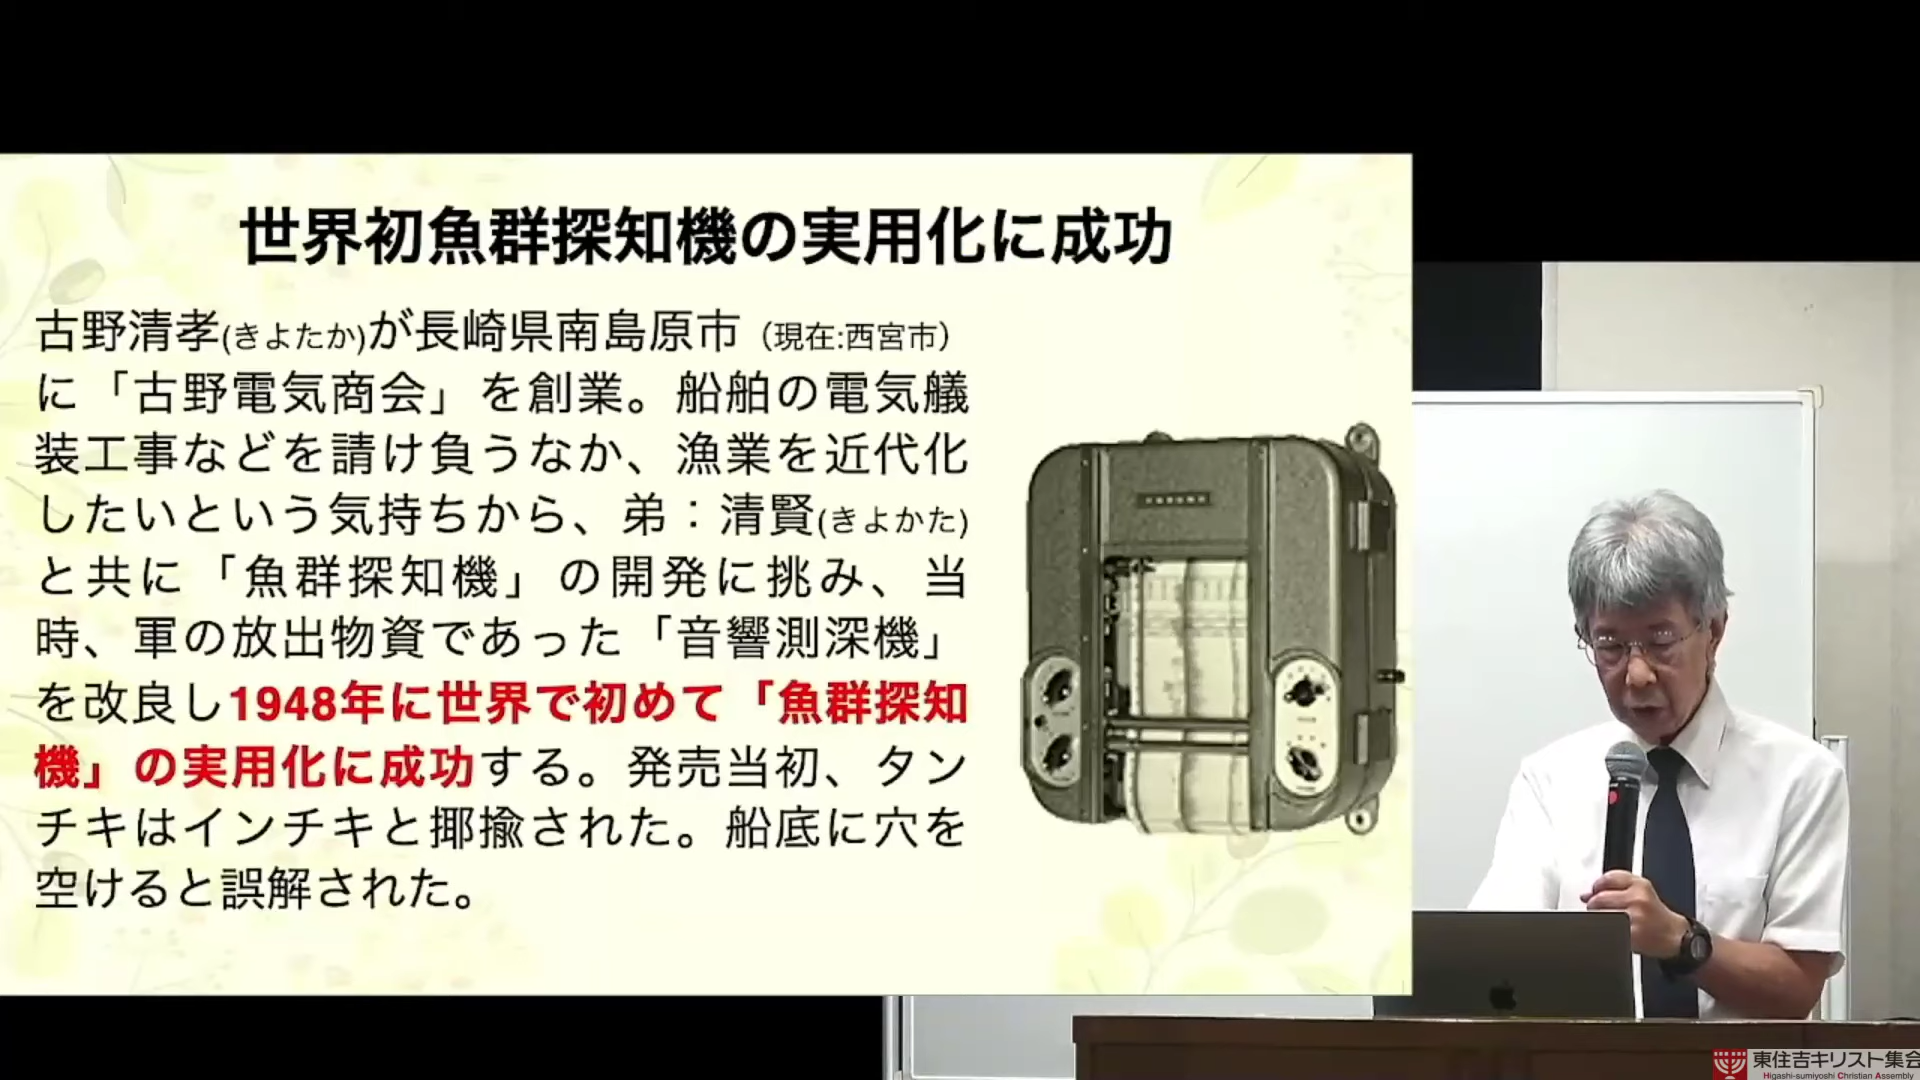 世界初魚群探知機の実用化に成功
古野清孝(きよたか)が長崎県南島原市（現在:西宮市）
に「古野電気商会」を創業。船舶の電気艤
装工事などを請け負うなか、漁業を近代化
したいという気持ちから、弟：清賢(きよかた)
と共に「魚群探知機」の開発に挑み、当
時、軍の放出物資であった「音響測深機」
を改良し1948年に世界で初めて「魚群探知
機」の実用化に成功する。発売当初、タン
チキはインチキと揶揄された。船底に穴を
空けると誤解された。
東住吉キリスト集会
Higashi-sumiyoshi Christian Assembly